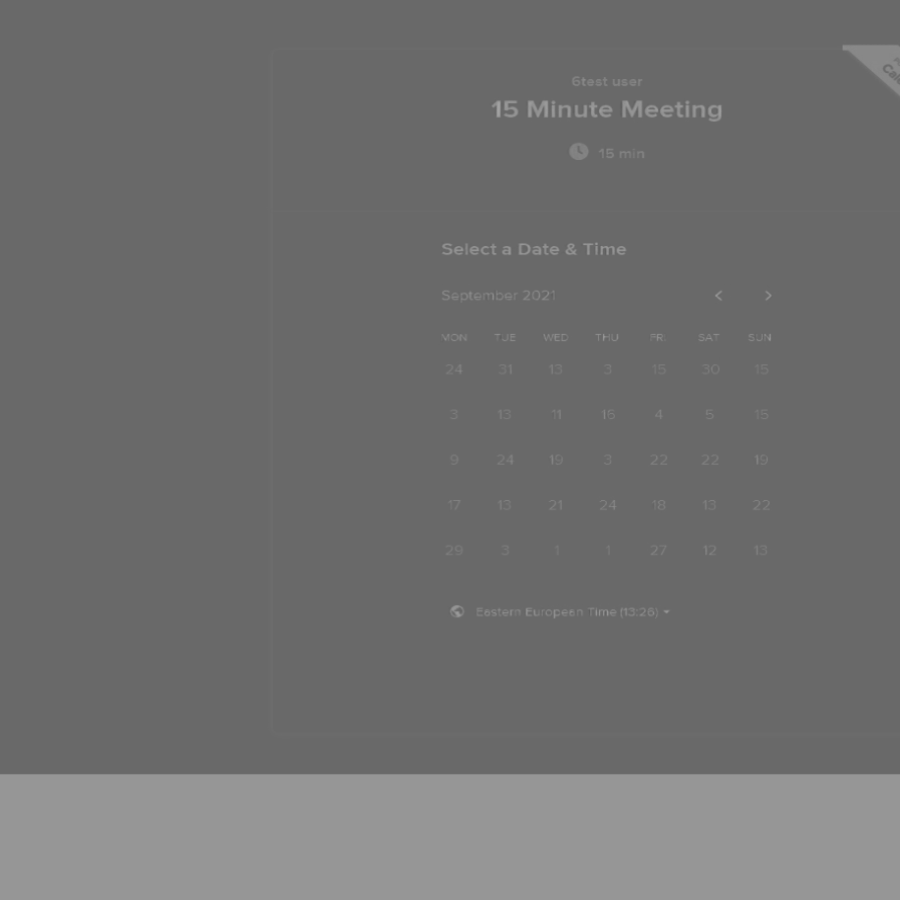 6test user
15 Minute Meeting
15 min
Select a Date & Time
September 2021
MON TUE WED THU FRI SAT SUN
24 31 13 3 15 30 15
3 13 11 16 4 5 15
9 24 19 3 22 22 19
17 13 21 24 18 13 22
29 3 1 1 27 12 13
Eastern European Time (13:26)